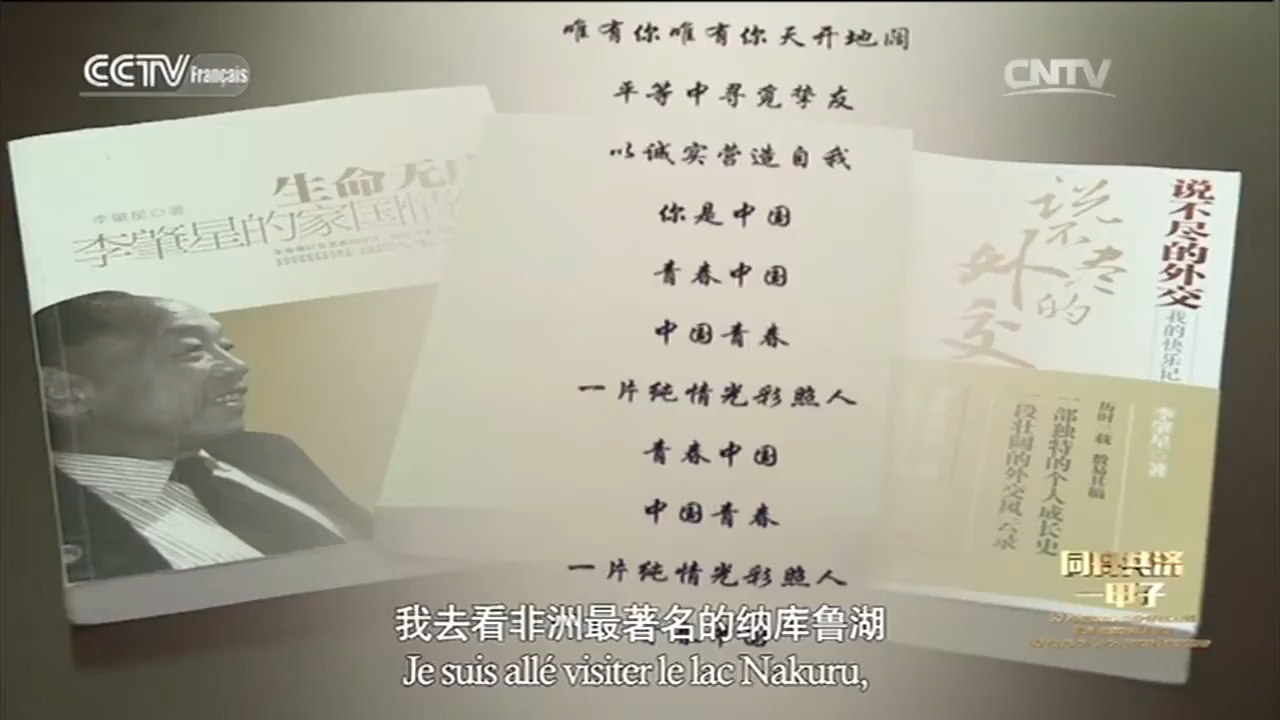 CCTV Français
CNTV
唯有你唯有你天开地阔
平等中寻觅挚友
以诚实营造自我
你是中国
青春中国
中国青春
一片纯情光彩照人
青春中国
中国青春
一片纯情光彩照人
生命无
李肇星 著
李肇星的家国情
说不尽的外交
说不尽的外交
我的快乐记
历时 载 数易其稿
一部独特的个人成长史
一段壮阔的外交风云录
李肇星 著
同舟共济
一甲子
我去看非洲最著名的纳库鲁湖
Je suis allé visiter le lac Nakuru,